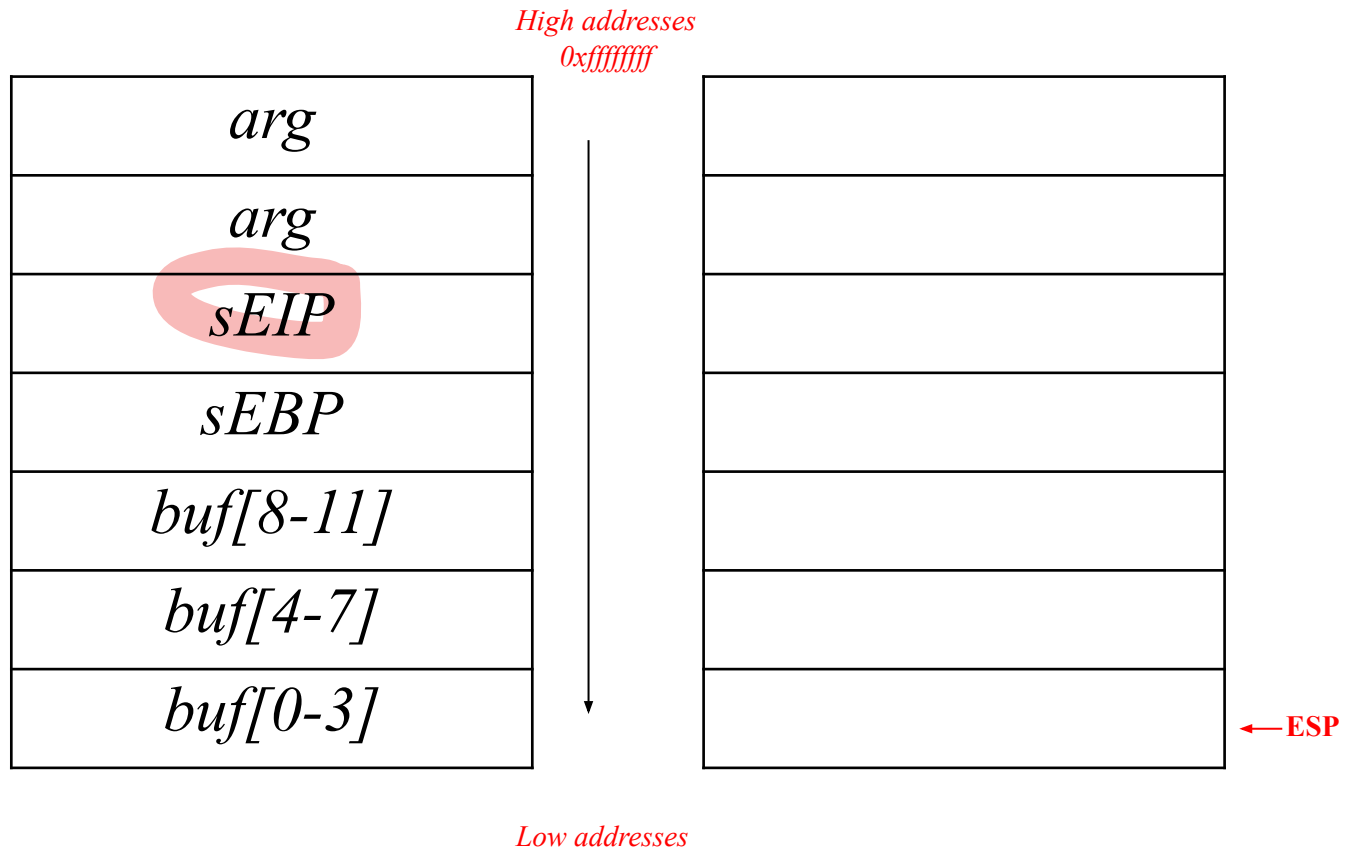 High addresses
0xffffffff
arg
arg
sEIP
sEBP
buf[8-11]
buf[4-7]
buf[0-3]
ESP
Low addresses